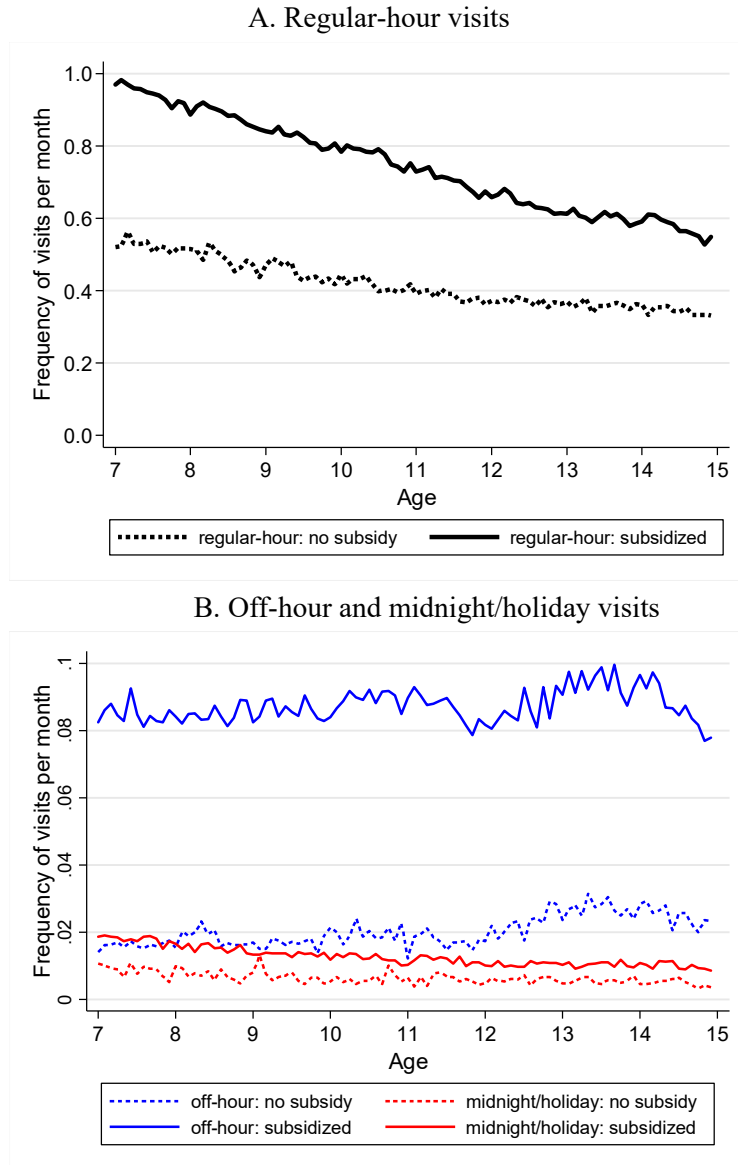 A. Regular-hour visits
Frequency of visits per month
1.0
0.8
0.6
0.4
0.2
0.0
7 8 9 10 11 12 13 14 15
Age
regular-hour: no subsidy regular-hour: subsidized
B. Off-hour and midnight/holiday visits
Frequency of visits per month
.1
.08
.06
.04
.02
0
7 8 9 10 11 12 13 14 15
Age
off-hour: no subsidy midnight/holiday: no subsidy
off-hour: subsidized midnight/holiday: subsidized